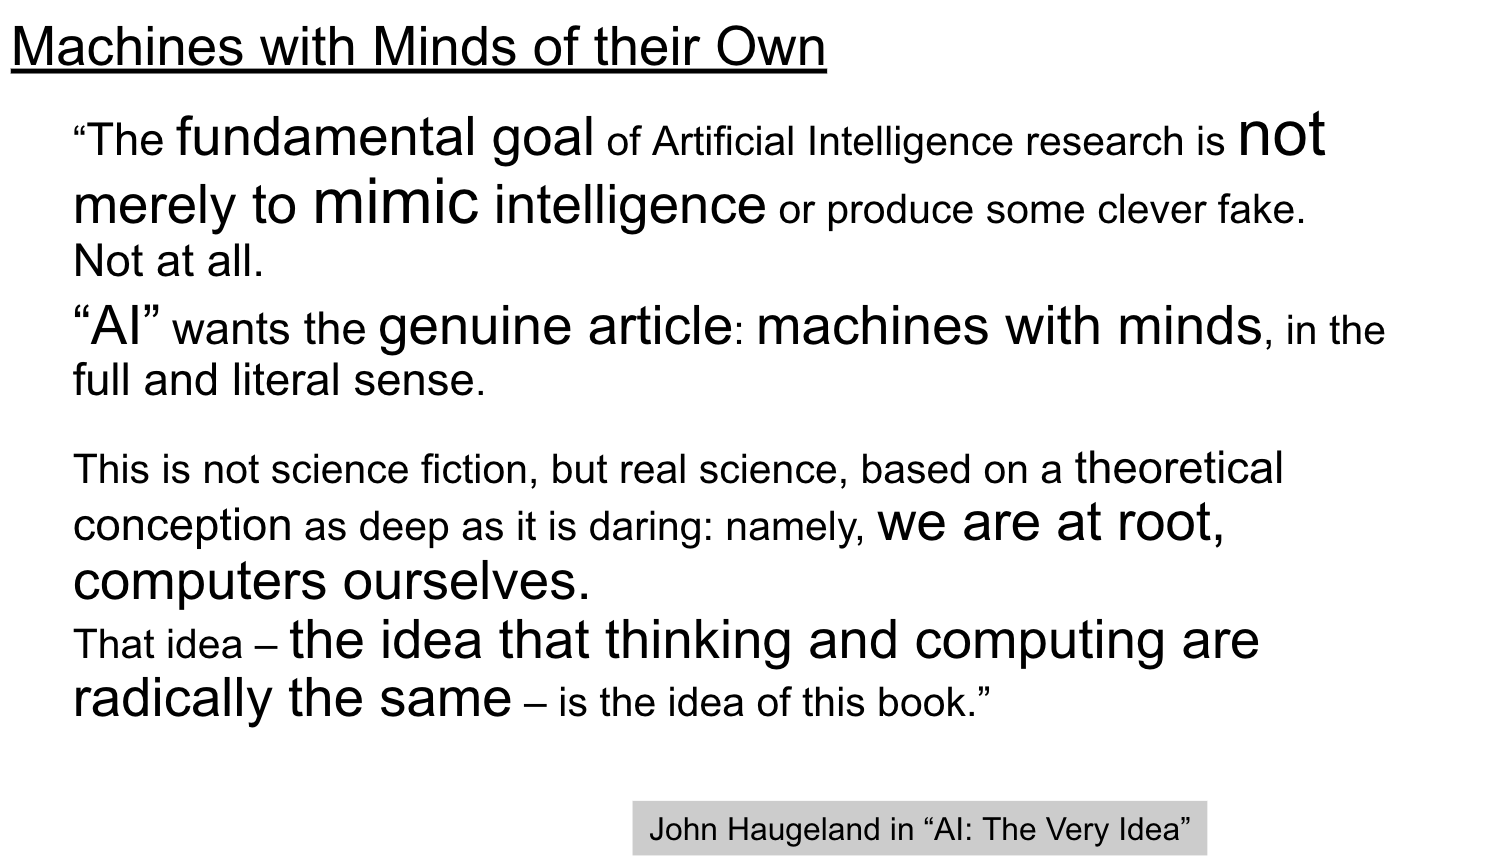 Machines with Minds of their Own
“The fundamental goal of Artificial Intelligence research is not
merely to mimic intelligence or produce some clever fake.
Not at all.
“AI” wants the genuine article: machines with minds, in the
full and literal sense.
This is not science fiction, but real science, based on a theoretical
conception as deep as it is daring: namely, we are at root,
computers ourselves.
That idea – the idea that thinking and computing are
radically the same – is the idea of this book.”
John Haugeland in “AI: The Very Idea”